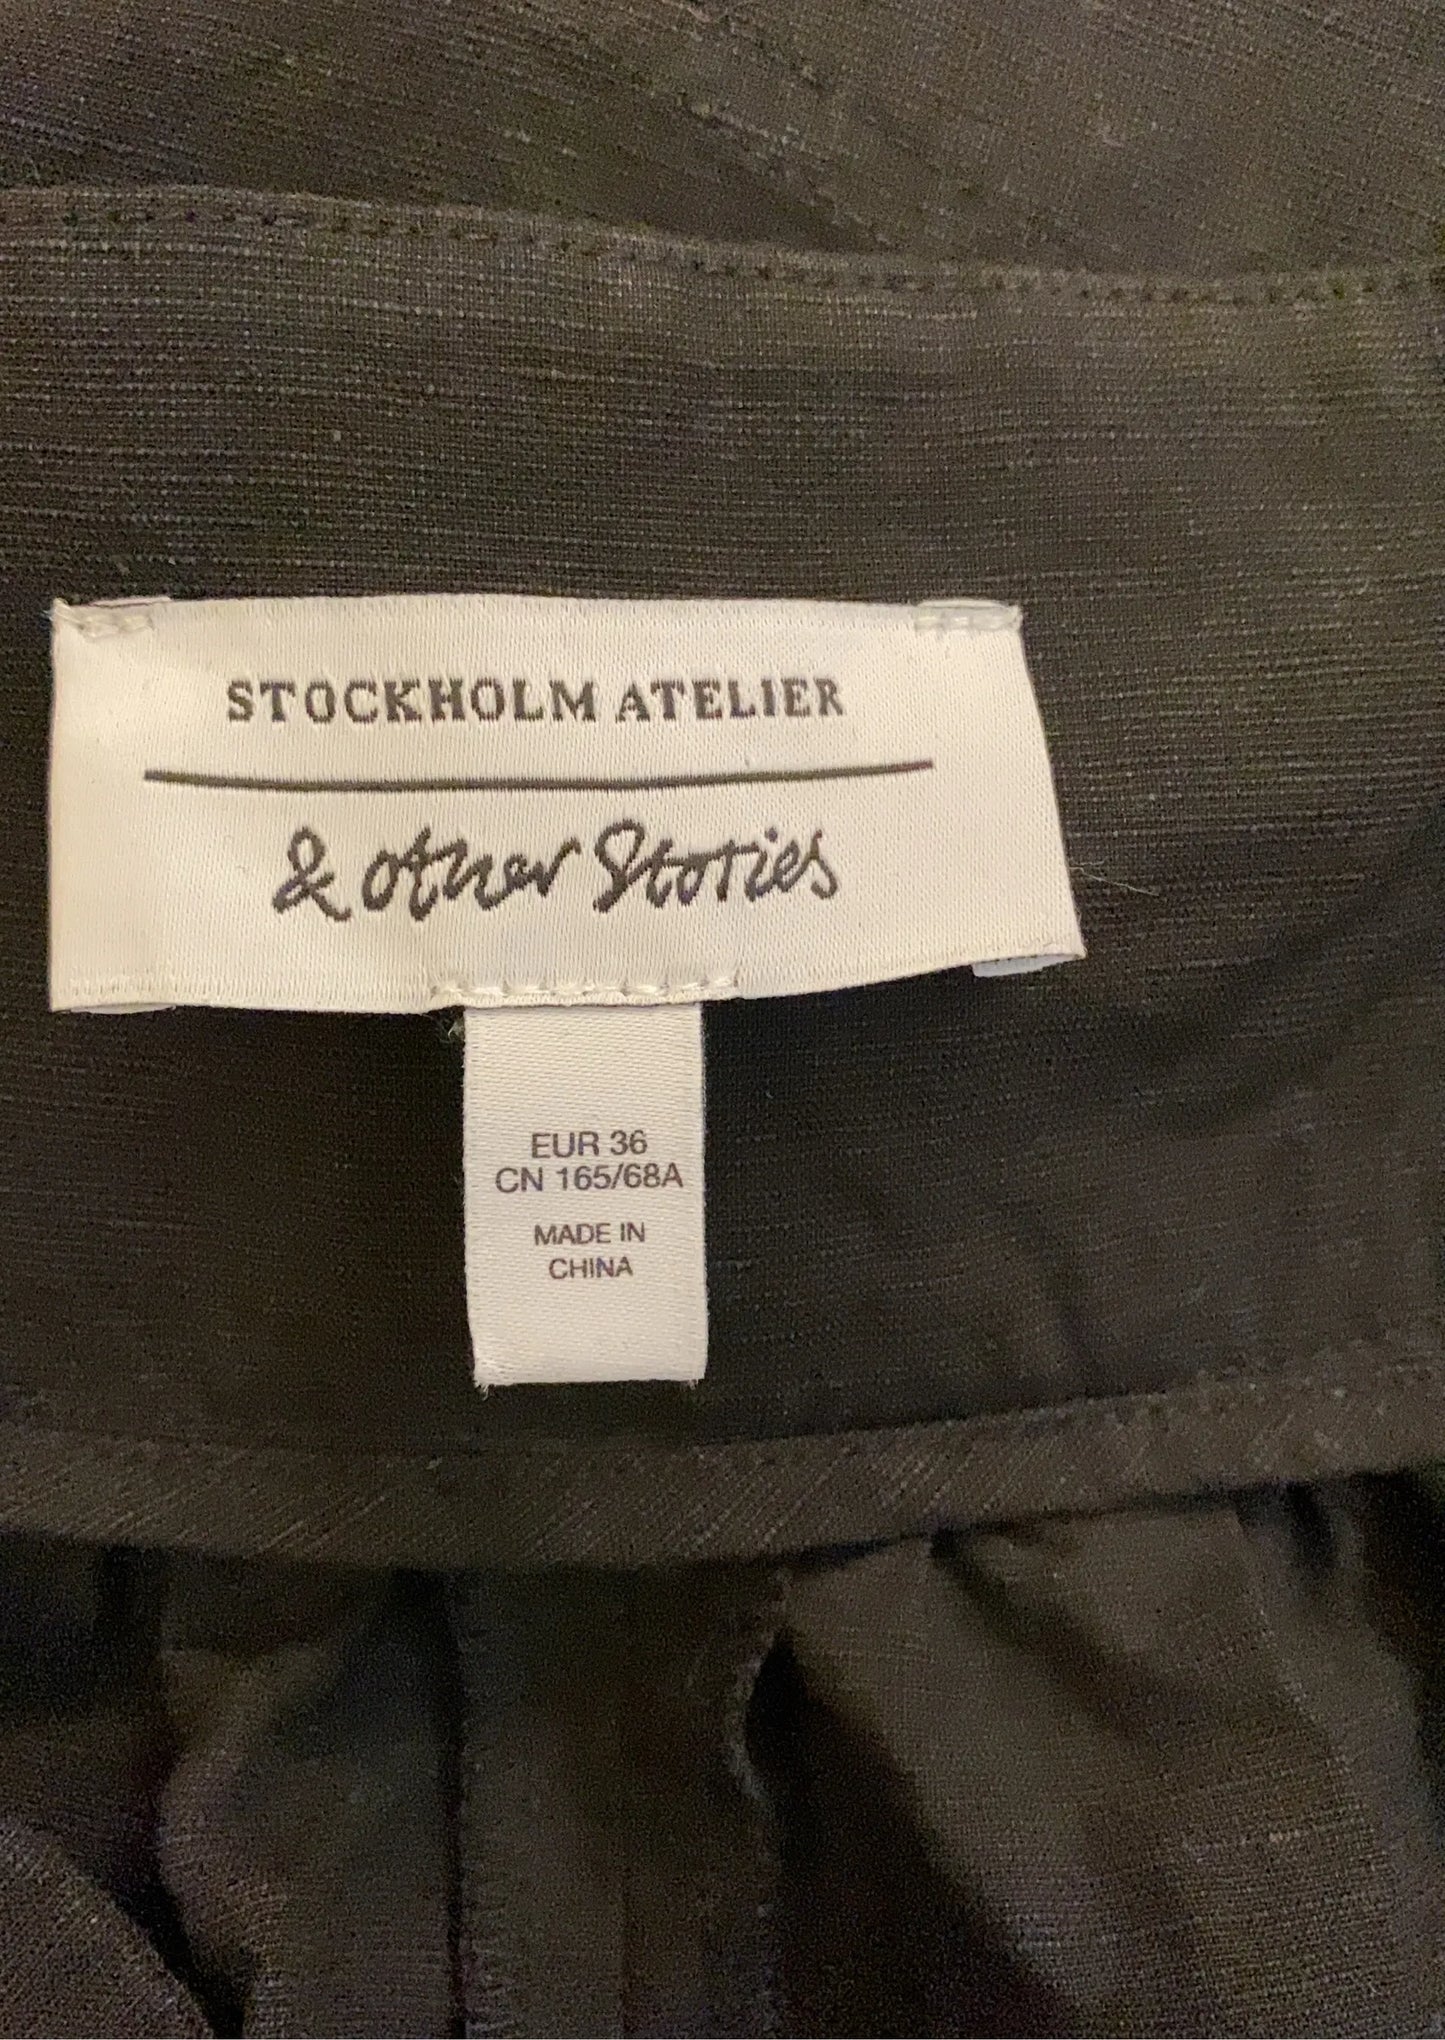 STOCKHOLM ATELIER
& other Stories
EUR 36
CN 165/68A
MADE IN
CHINA